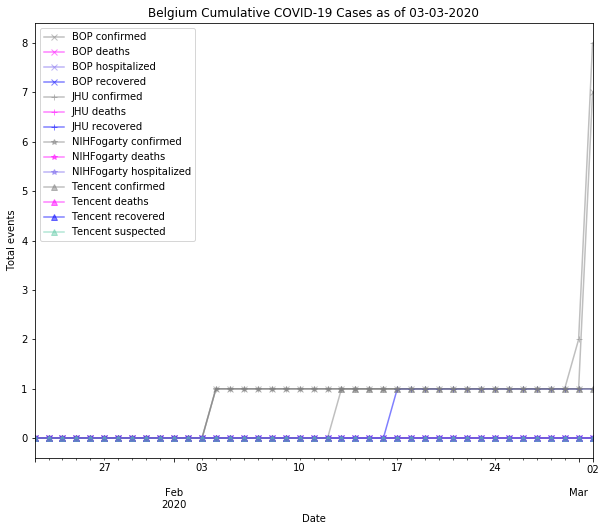 Belgium Cumulative COVID-19 Cases as of 03-03-2020
8
7
6
5
4
3
2
1
0
Total events
BOP confirmed
BOP deaths
BOP hospitalized
BOP recovered
JHU confirmed
JHU deaths
JHU recovered
NIHFogarty confirmed
NIHFogarty deaths
NIHFogarty hospitalized
Tencent confirmed
Tencent deaths
Tencent recovered
Tencent suspected
27 03 10 17 24 02
Feb Mar
2020
Date